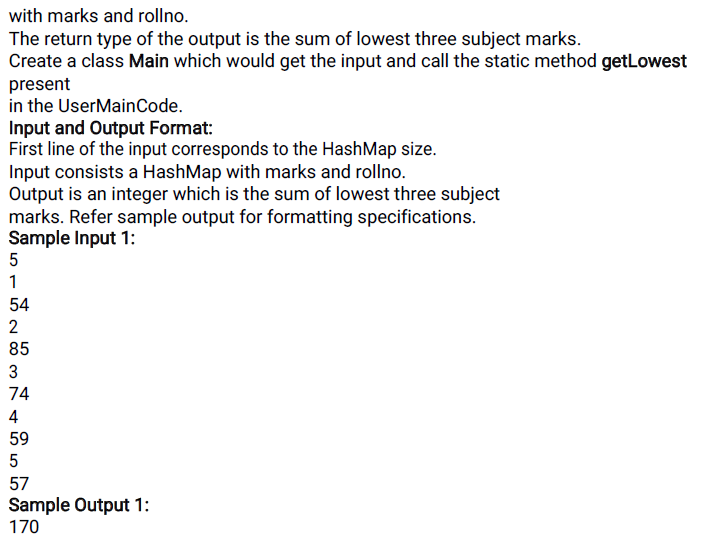 with marks and rollno.
The return type of the output is the sum of lowest three subject marks.
Create a class Main which would get the input and call the static method getLowest
present
in the UserMainCode.
Input and Output Format:
First line of the input corresponds to the HashMap size.
Input consists a HashMap with marks and rollno.
Output is an integer which is the sum of lowest three subject
marks. Refer sample output for formatting specifications.
Sample Input 1:
5
1
54
2
85
3
74
4
59
5
57
Sample Output 1:
170